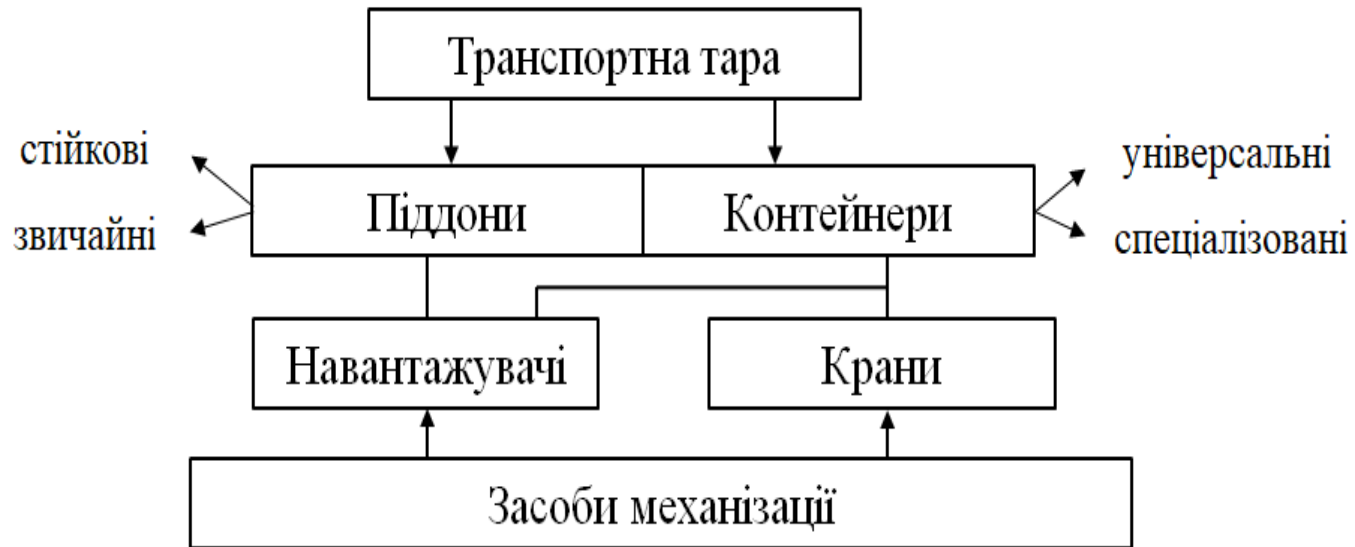 Транспортна тара
стійкові
універсальні
Піддони
Контейнери
звичайні
спеціалізовані
Навантажувачі
Крани
Засоби механізації